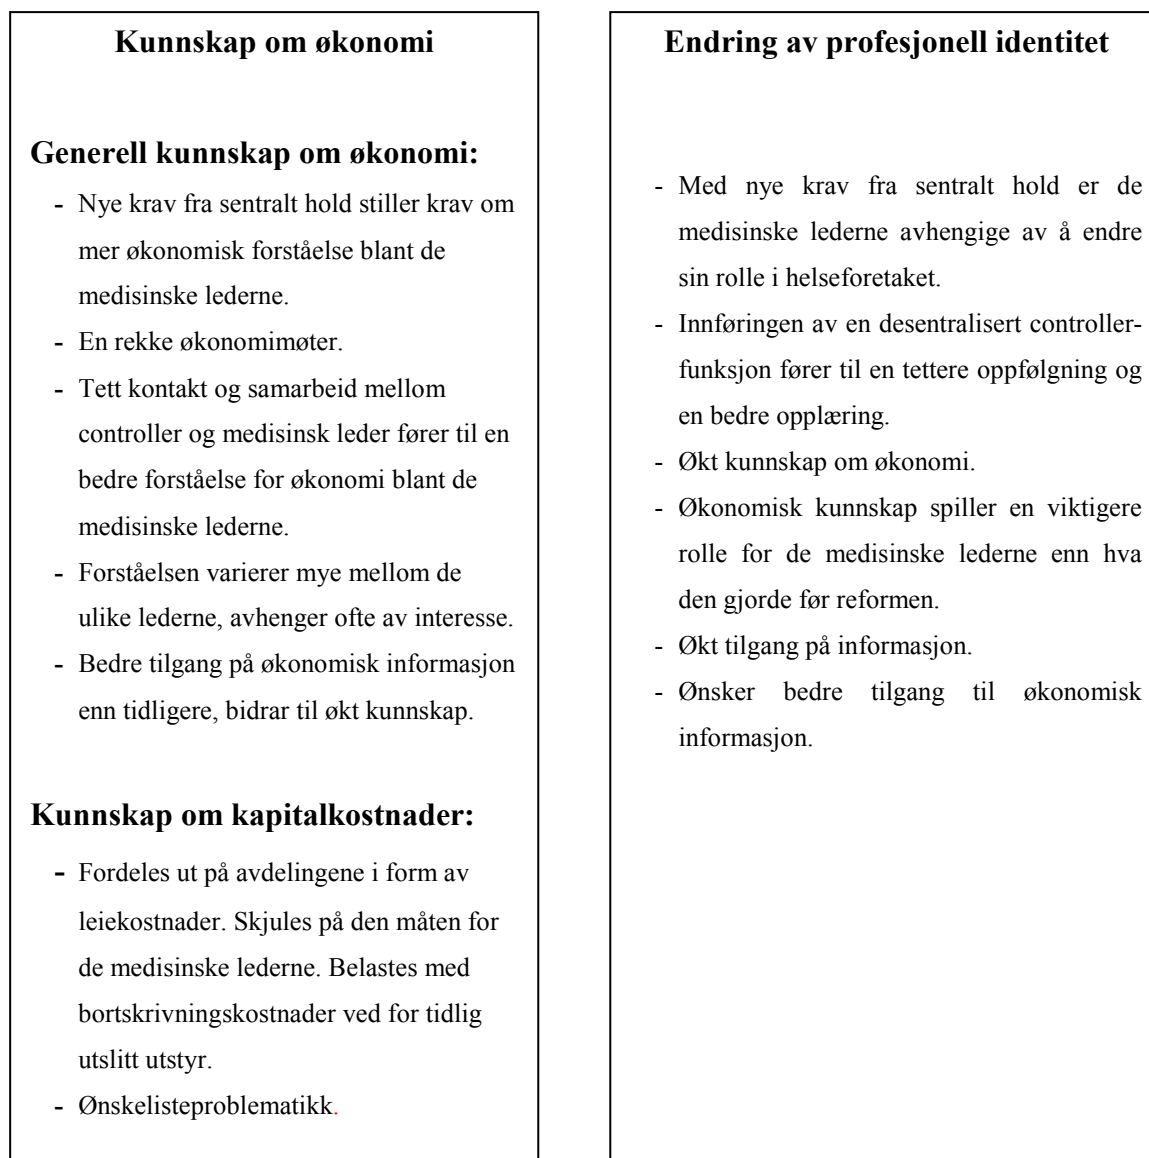 Kunnskap om økonomi
Generell kunnskap om økonomi:
- Nye krav fra sentralt hold stiller krav om
mer økonomisk forståelse blant de
medisinske lederne.
- En rekke økonomimøter.
- Tett kontakt og samarbeid mellom
controller og medisinsk leder fører til en
bedre forståelse for økonomi blant de
medisinske lederne.
- Forståelsen varierer mye mellom de
ulike lederne, avhenger ofte av interesse.
- Bedre tilgang på økonomisk informasjon
enn tidligere, bidrar til økt kunnskap.
Kunnskap om kapitalkostnader:
- Fordeles ut på avdelingene i form av
leiekostnader. Skjules på den måten for
de medisinske lederne. Belastes med
bortskrivningskostnader ved for tidlig
utslitt utstyr.
- Ønskelisteproblematikk.
Endring av profesjonell identitet
- Med nye krav fra sentralt hold er de
medisinske lederne avhengige av å endre
sin rolle i helseforetaket.
- Innføringen av en desentralisert controller-
funksjon fører til en tettere oppfølgning og
en bedre opplæring.
- Økt kunnskap om økonomi.
- Økonomisk kunnskap spiller en viktigere
rolle for de medisinske lederne enn hva
den gjorde før reformen.
- Økt tilgang på informasjon.
- Ønsker bedre tilgang til økonomisk
informasjon.